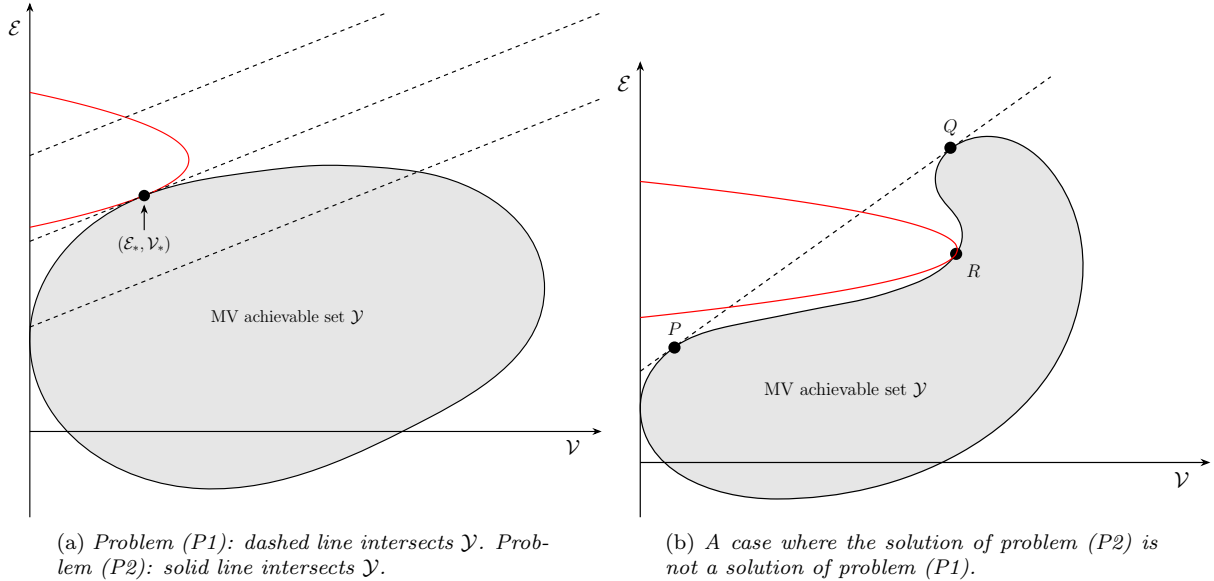 ℰ
(ℰ*, 𝒱*)
MV achievable set 𝒴
𝒱
(a) Problem (P1): dashed line intersects 𝒴. Prob-
lem (P2): solid line intersects 𝒴.
ℰ
Q
R
P
MV achievable set 𝒴
𝒱
(b) A case where the solution of problem (P2) is
not a solution of problem (P1).